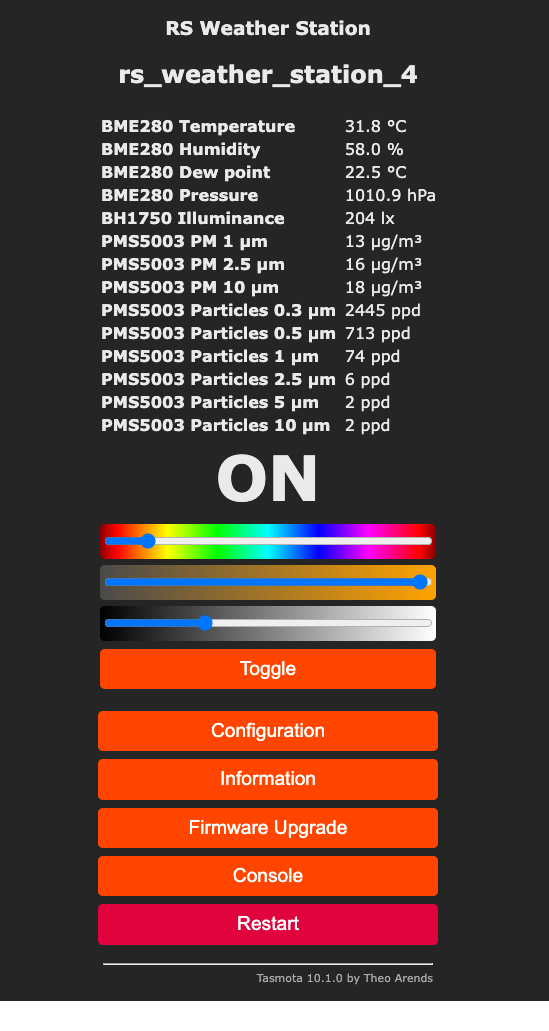 RS Weather Station
rs_weather_station_4
BME280 Temperature 31.8 °C
BME280 Humidity 58.0 %
BME280 Dew point 22.5 °C
BME280 Pressure 1010.9 hPa
BH1750 Illuminance 204 lx
PMS5003 PM 1 µm 13 µg/m³
PMS5003 PM 2.5 µm 16 µg/m³
PMS5003 PM 10 µm 18 µg/m³
PMS5003 Particles 0.3 µm 2445 ppd
PMS5003 Particles 0.5 µm 713 ppd
PMS5003 Particles 1 µm 74 ppd
PMS5003 Particles 2.5 µm 6 ppd
PMS5003 Particles 5 µm 2 ppd
PMS5003 Particles 10 µm 2 ppd
ON
Toggle
Configuration
Information
Firmware Upgrade
Console
Restart
Tasmota 10.1.0 by Theo Arends